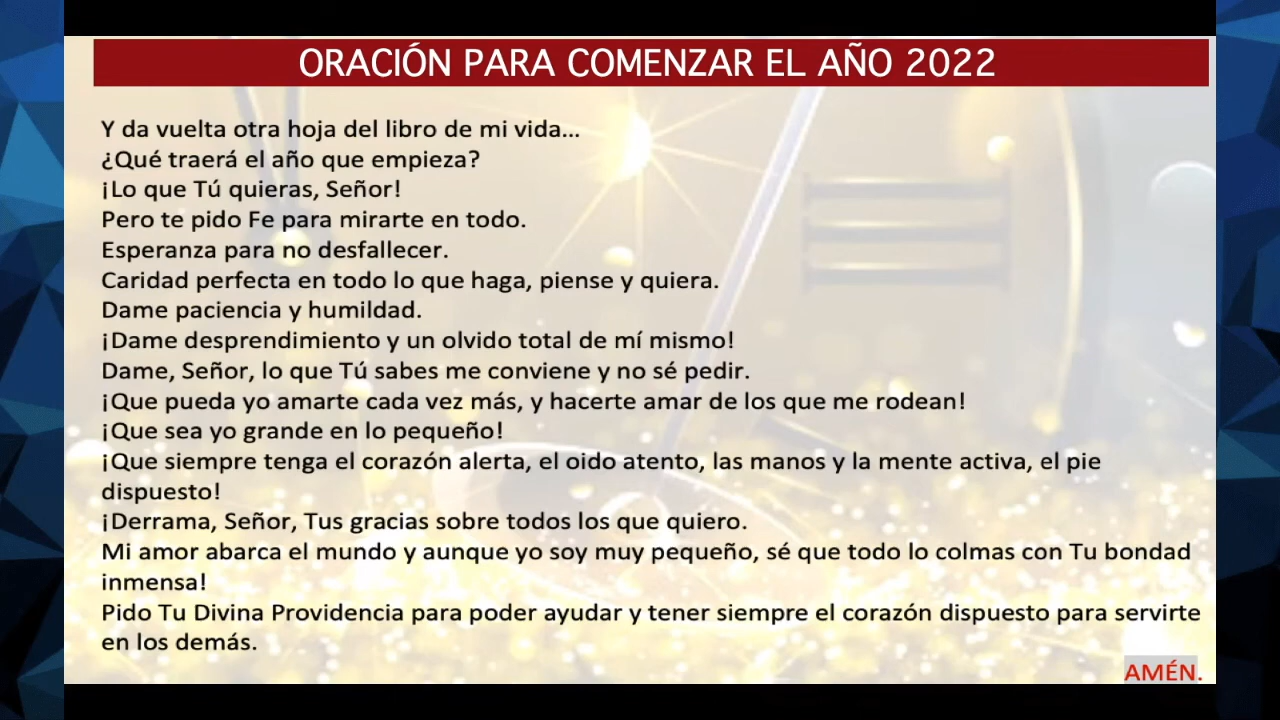 ORACIÓN PARA COMENZAR EL AÑO 2022
Y da vuelta otra hoja del libro de mi vida...
¿Qué traerá el año que empieza?
¡Lo que Tú quieras, Señor!
Pero te pido Fe para mirarte en todo.
Esperanza para no desfallecer.
Caridad perfecta en todo lo que haga, piense y quiera.
Dame paciencia y humildad.
¡Dame desprendimiento y un olvido total de mí mismo!
Dame, Señor, lo que Tú sabes me conviene y no sé pedir.
¡Que pueda yo amarte cada vez más, y hacerte amar de los que me rodean!
¡Que sea yo grande en lo pequeño!
¡Que siempre tenga el corazón alerta, el oido atento, las manos y la mente activa, el pie
dispuesto!
¡Derrama, Señor, Tus gracias sobre todos los que quiero.
Mi amor abarca el mundo y aunque yo soy muy pequeño, sé que todo lo colmas con Tu bondad
inmensa!
Pido Tu Divina Providencia para poder ayudar y tener siempre el corazón dispuesto para servirte
en los demás.
AMÉN.